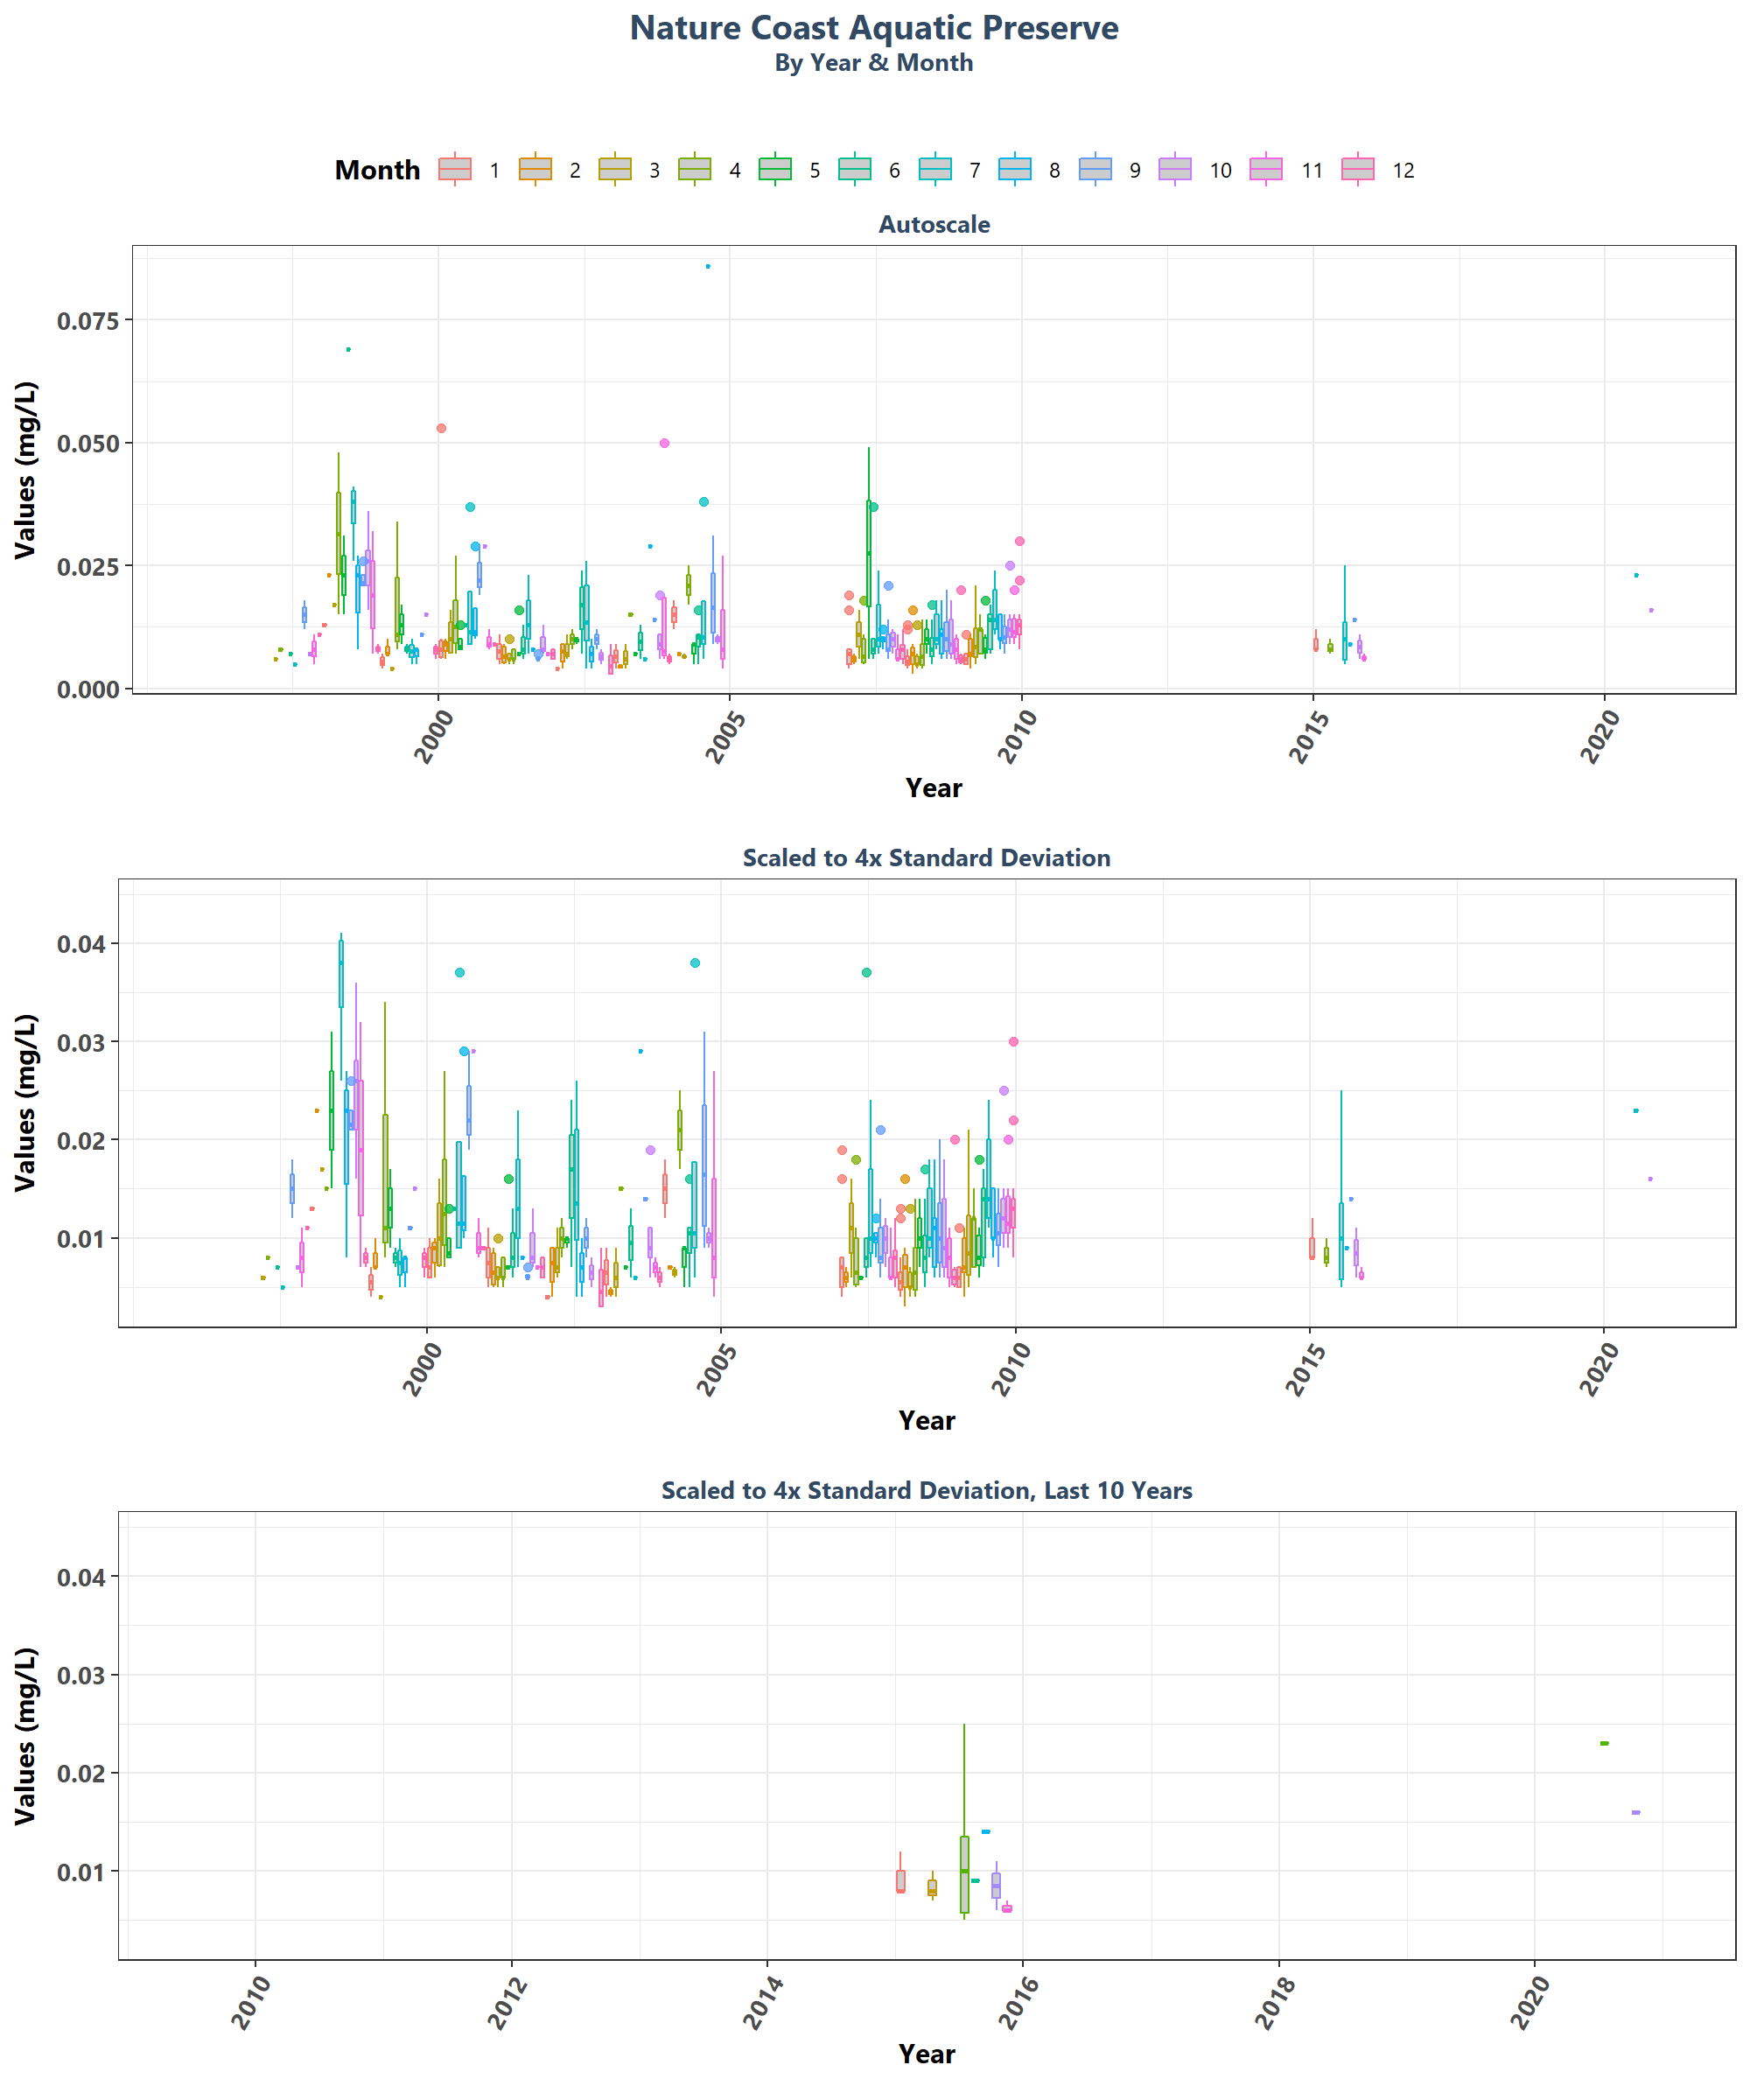 Nature Coast Aquatic Preserve
By Year & Month
Month 1 2 3 4 5 6 7 8 9 10 11 12
Autoscale
Values (mg/L)
0.075
0.050
0.025
0.000
2000 2005 2010 2015 2020
Year
Scaled to 4x Standard Deviation
Values (mg/L)
0.04
0.03
0.02
0.01
2000 2005 2010 2015 2020
Year
Scaled to 4x Standard Deviation, Last 10 Years
Values (mg/L)
0.04
0.03
0.02
0.01
2010 2012 2014 2016 2018 2020
Year